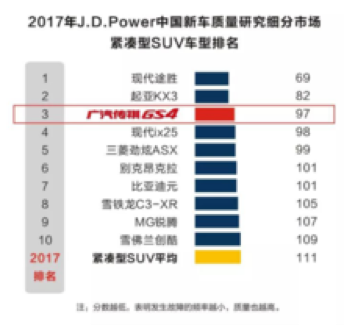 2017年J.D.Power中国新车质量研究细分市场
紧凑型SUV车型排名
1 现代途胜 69
2 起亚KX3 82
3 广汽传祺GS4 97
4 现代ix25 98
5 三菱劲炫ASX 99
6 别克昂科拉 101
7 比亚迪元 101
8 雪铁龙C3-XR 105
9 MG锐腾 107
10 雪佛兰创酷 109
2017 紧凑型SUV平均 111
排名
注：分数越低，表明发生故障的频率越小，质量也越高。